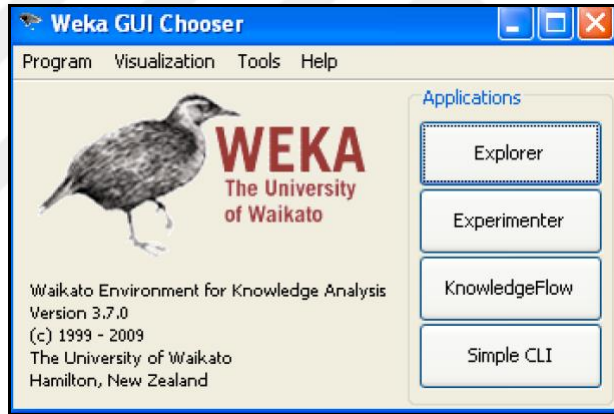 Weka GUI Chooser
Program Visualization Tools Help
WEKA
The University
of Waikato
Waikato Environment for Knowledge Analysis
Version 3.7.0
(c) 1999 - 2009
The University of Waikato
Hamilton, New Zealand
Applications
Explorer
Experimenter
KnowledgeFlow
Simple CLI